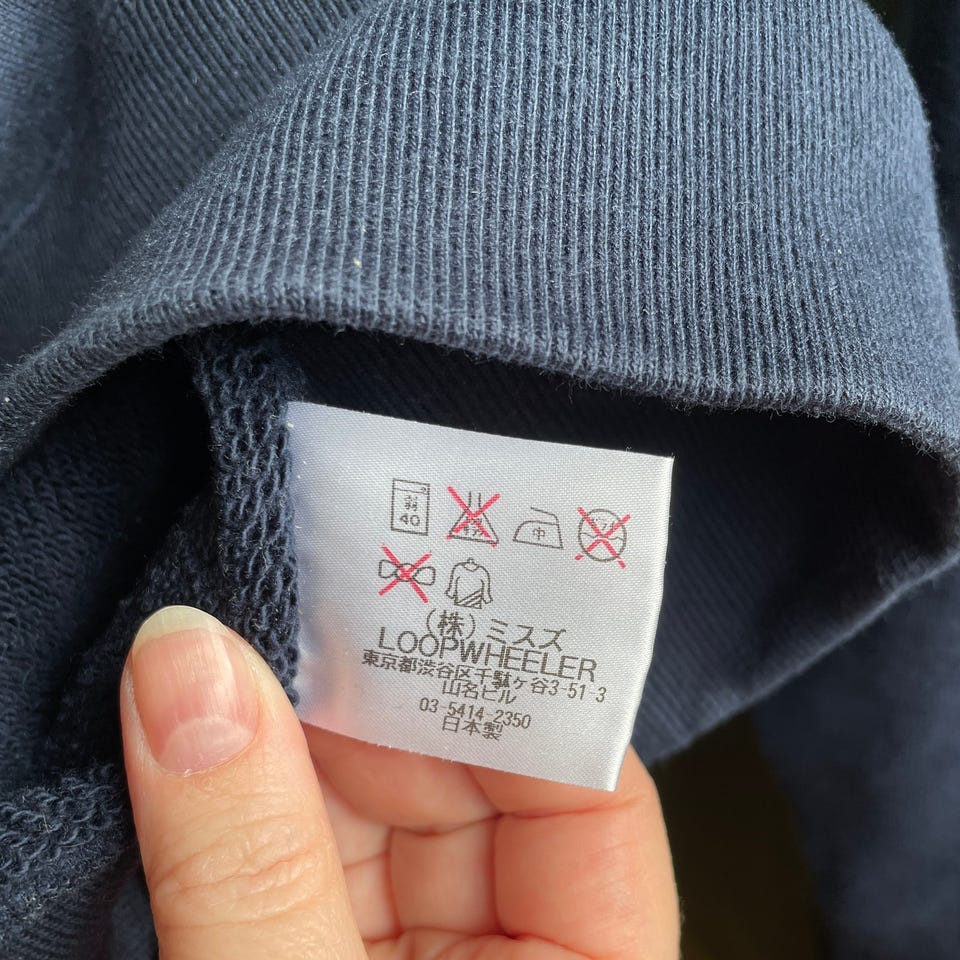 弱
40
中
(株)ミスズ
LOOPWHEELER
東京都渋谷区千駄ヶ谷3-51-3
山名ビル
03-5414-2350
日本製